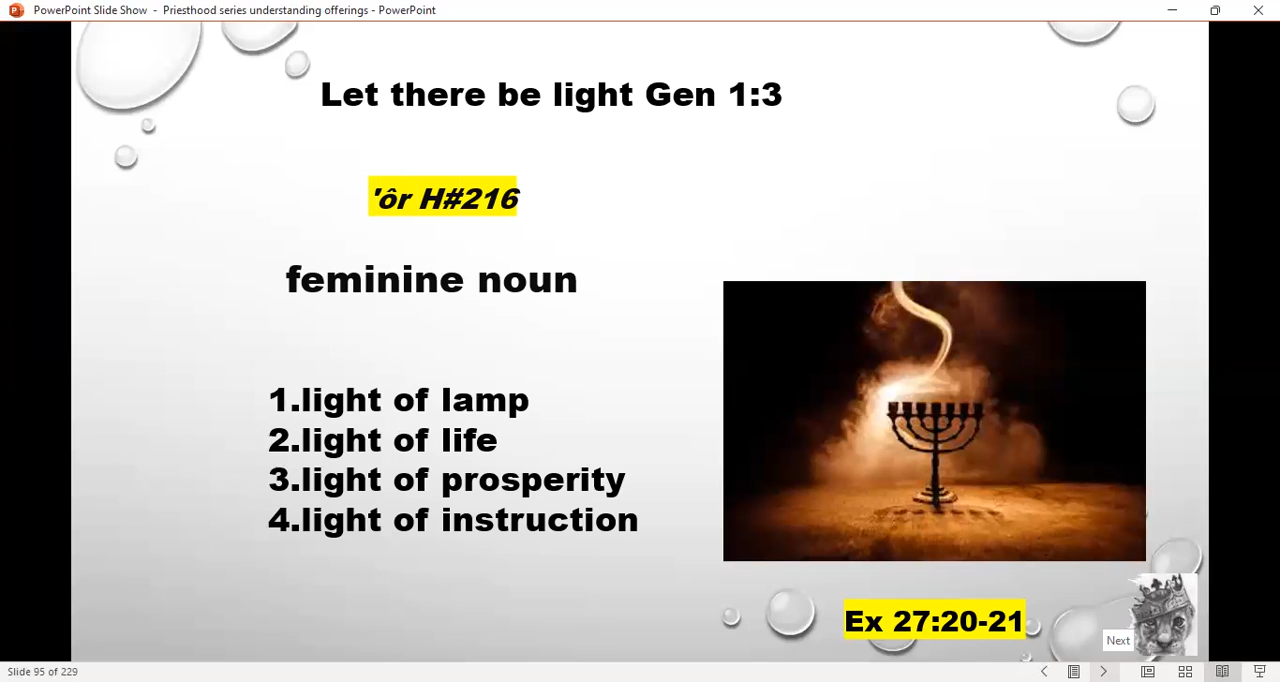 PowerPoint Slide Show - Priesthood series understanding offerings - PowerPoint
Let there be light Gen 1:3
'ôr H#216
feminine noun
1.light of lamp
2.light of life
3.light of prosperity
4.light of instruction
Ex 27:20-21
Next
Slide 95 of 229